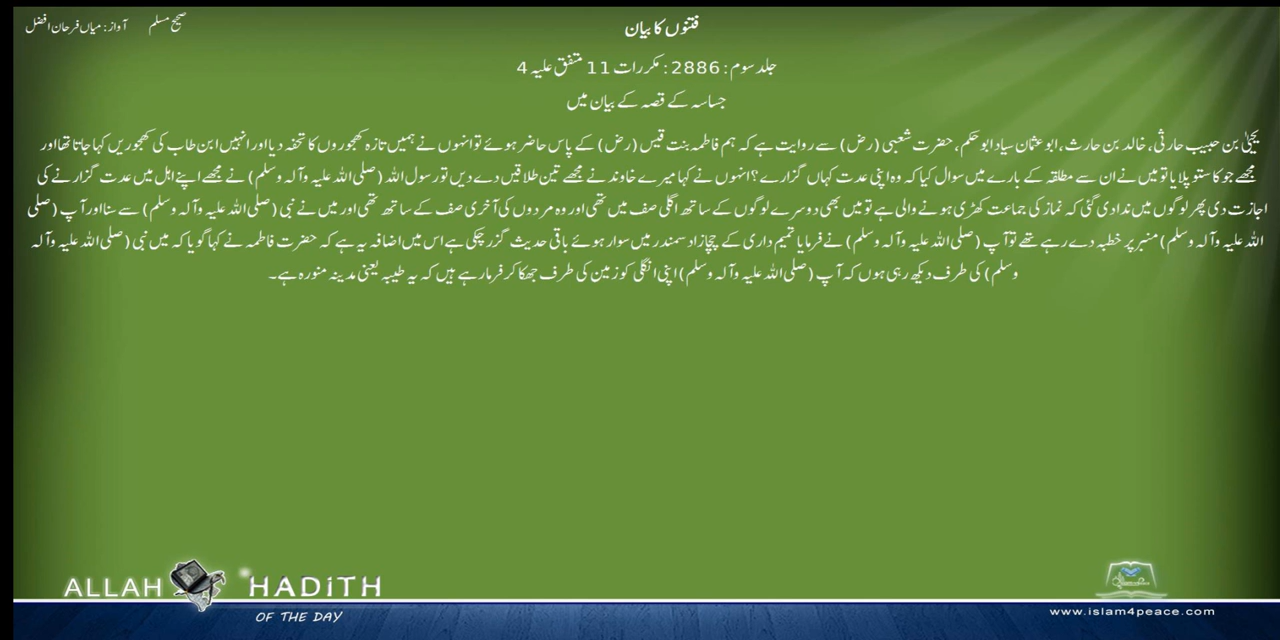 صحیح مسلم آواز: میاں فرحان افضل
فتنوں کا بیان
جلد سوم : 2886 : مکررات 11 متفق علیہ 4
جساسہ کے قصہ کے بیان میں
یحیٰی بن حبیب حارثی، خالد بن حارث، ابو عثمان سیاد ابو حکم، حضرت شعبی (رض) سے روایت ہے کہ ہم فاطمہ بنت قیس (رض) کے پاس حاضر ہوئے تو انہوں نے ہمیں تازہ کھجوروں کا تحفہ دیا اور انہیں ابن طاب کی کھجوریں کہا جاتا تھا اور
مجھے جو کا ستو پلایا تو میں نے ان سے مطلقہ کے بارے میں سوال کیا کہ وہ اپنی عدت کہاں گزارے؟ انہوں نے کہا میرے خاوند نے مجھے تین طلاقیں دے دیں تو رسول اللہ (صلی اللہ علیہ وآلہ وسلم) نے مجھے اپنے اہل میں عدت گزارنے کی
اجازت دی پھر لوگوں میں ندا دی گئی کہ نماز کی جماعت کھڑی ہونے والی ہے تو میں بھی دوسرے لوگوں کے ساتھ اگلی صف میں تھی اور وہ مردوں کی آخری صف کے ساتھ تھی اور میں نے نبی (صلی اللہ علیہ وآلہ وسلم) سے سنا اور آپ (صلی
اللہ علیہ وآلہ وسلم) منبر پر خطبہ دے رہے تھے تو آپ (صلی اللہ علیہ وآلہ وسلم) نے فرمایا تمیم داری کے چچازاد سمندر میں سوار ہوئے باقی حدیث گزر چکی ہے اس میں اضافہ یہ ہے کہ حضرت فاطمہ نے کہا گویا کہ میں نبی (صلی اللہ علیہ وآلہ
وسلم) کی طرف دیکھ رہی ہوں کہ آپ (صلی اللہ علیہ وآلہ وسلم) اپنی انگلی کو زمین کی طرف جھکا کر فرما رہے ہیں کہ یہ طیبہ یعنی مدینہ منورہ ہے۔
ALLAH HADITH
OF THE DAY
www.islam4peace.com